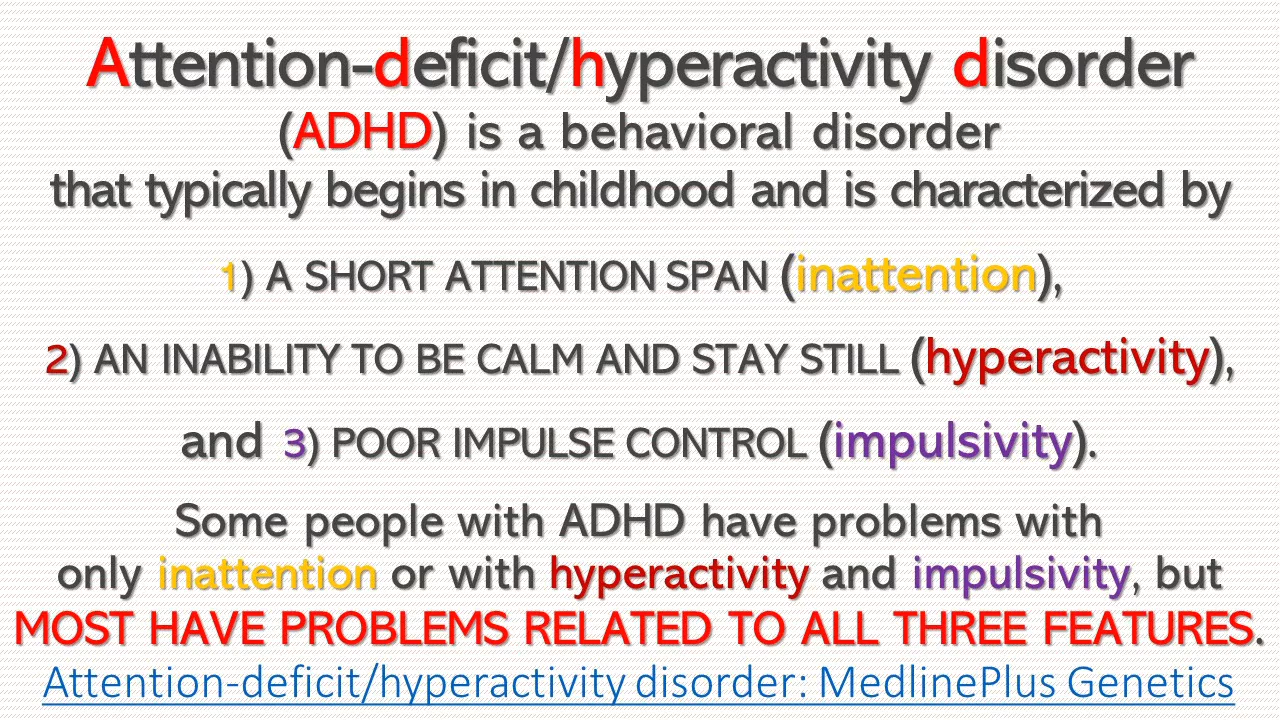 Attention-deficit/hyperactivity disorder
(ADHD) is a behavioral disorder
that typically begins in childhood and is characterized by
1) A SHORT ATTENTION SPAN (inattention),
2) AN INABILITY TO BE CALM AND STAY STILL (hyperactivity),
and 3) POOR IMPULSE CONTROL (impulsivity).
Some people with ADHD have problems with
only inattention or with hyperactivity and impulsivity, but
MOST HAVE PROBLEMS RELATED TO ALL THREE FEATURES.
Attention-deficit/hyperactivity disorder: MedlinePlus Genetics